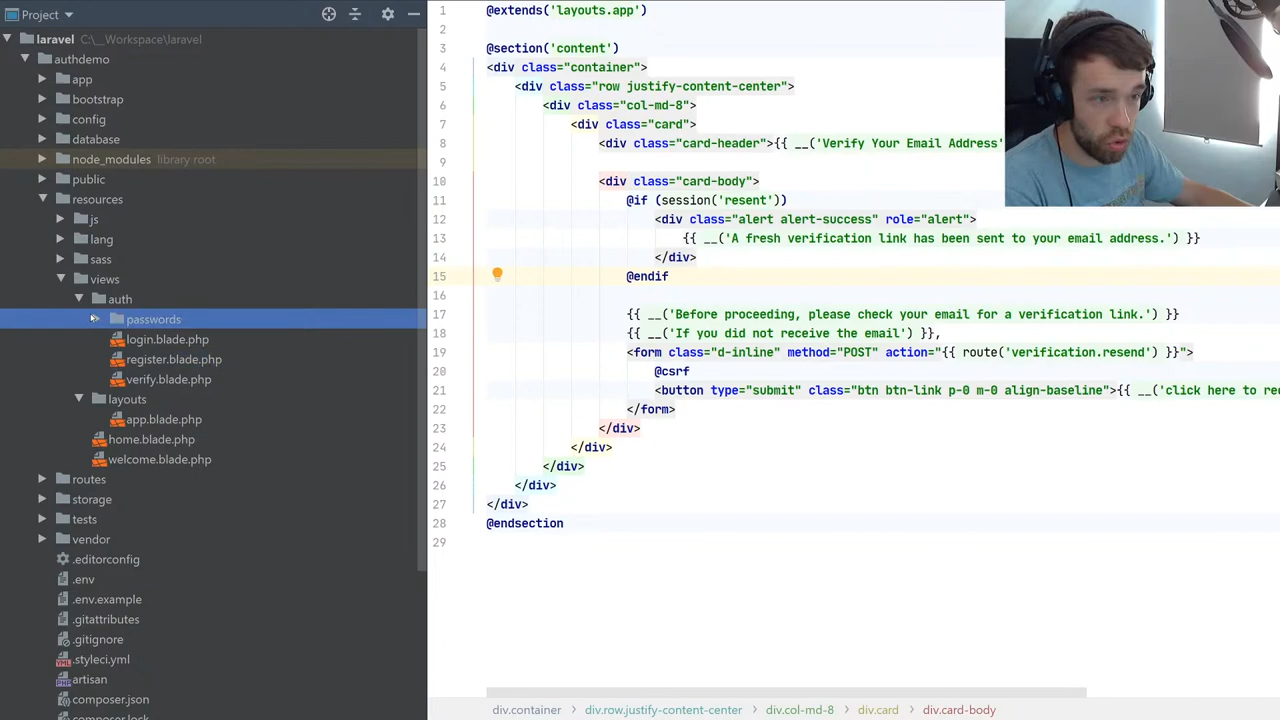 Project
laravel C:\__Workspace\laravel
authdemo
app
bootstrap
config
database
node_modules library root
public
resources
js
lang
sass
views
auth
passwords
login.blade.php
register.blade.php
verify.blade.php
layouts
app.blade.php
home.blade.php
welcome.blade.php
routes
storage
tests
vendor
.editorconfig
.env
.env.example
.gitattributes
.gitignore
.styleci.yml
artisan
composer.json
composer.lock
1 @extends('layouts.app')
2
3 @section('content')
4 <div class="container">
5 <div class="row justify-content-center">
6 <div class="col-md-8">
7 <div class="card">
8 <div class="card-header">{{ __('Verify Your Email Address'
9
10 <div class="card-body">
11 @if (session('resent'))
12 <div class="alert alert-success" role="alert">
13 {{ __('A fresh verification link has been sent to your email address.') }}
14 </div>
15 @endif
16
17 {{ __('Before proceeding, please check your email for a verification link.') }}
18 {{ __('If you did not receive the email') }},
19 <form class="d-inline" method="POST" action="{{ route('verification.resend') }}">
20 @csrf
21 <button type="submit" class="btn btn-link p-0 m-0 align-baseline">{{ __('click here to
22 </form>
23 </div>
24 </div>
25 </div>
26 </div>
27 </div>
28 @endsection
29
div.container > div.row.justify-content-center > div.col-md-8 > div.card > div.card-body